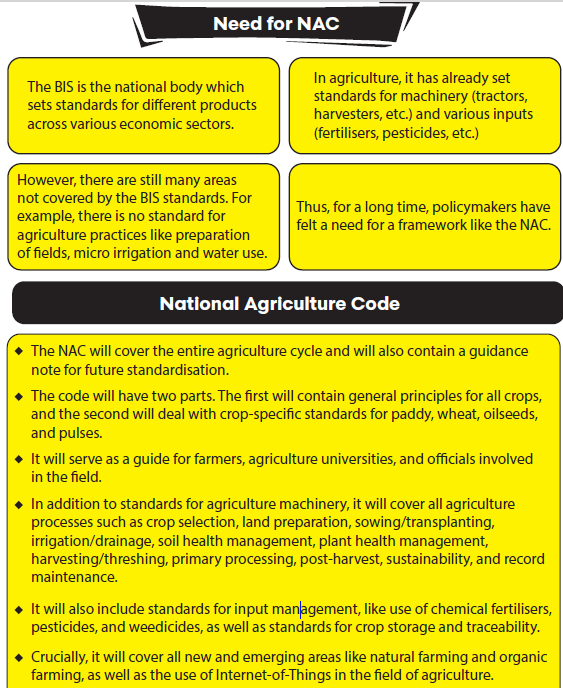 Need for NAC
The BIS is the national body which
sets standards for different products
across various economic sectors.
In agriculture, it has already set
standards for machinery (tractors,
harvesters, etc.) and various inputs
(fertilisers, pesticides, etc.)
However, there are still many areas
not covered by the BIS standards. For
example, there is no standard for
agriculture practices like preparation
of fields, micro irrigation and water use.
Thus, for a long time, policymakers have
felt a need for a framework like the NAC.
National Agriculture Code
◆ The NAC will cover the entire agriculture cycle and will also contain a guidance
note for future standardisation.
◆ The code will have two parts. The first will contain general principles for all crops,
and the second will deal with crop-specific standards for paddy, wheat, oilseeds,
and pulses.
◆ It will serve as a guide for farmers, agriculture universities, and officials involved
in the field.
◆ In addition to standards for agriculture machinery, it will cover all agriculture
processes such as crop selection, land preparation, sowing/transplanting,
irrigation/drainage, soil health management, plant health management,
harvesting/threshing, primary processing, post-harvest, sustainability, and record
maintenance.
◆ It will also include standards for input management, like use of chemical fertilisers,
pesticides, and weedicides, as well as standards for crop storage and traceability.
◆ Crucially, it will cover all new and emerging areas like natural farming and organic
farming, as well as the use of Internet-of-Things in the field of agriculture.